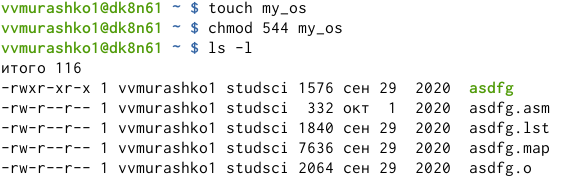 vvmurashko1@dk8n61 ~ $ touch my_os
vvmurashko1@dk8n61 ~ $ chmod 544 my_os
vvmurashko1@dk8n61 ~ $ ls -l
итого 116
-rwxr-xr-x 1 vvmurashko1 studsci 1576 сен 29  2020  asdfg
-rw-r--r-- 1 vvmurashko1 studsci  332 окт  1  2020  asdfg.asm
-rw-r--r-- 1 vvmurashko1 studsci 1840 сен 29  2020  asdfg.lst
-rw-r--r-- 1 vvmurashko1 studsci 7636 сен 29  2020  asdfg.map
-rw-r--r-- 1 vvmurashko1 studsci 2064 сен 29  2020  asdfg.o